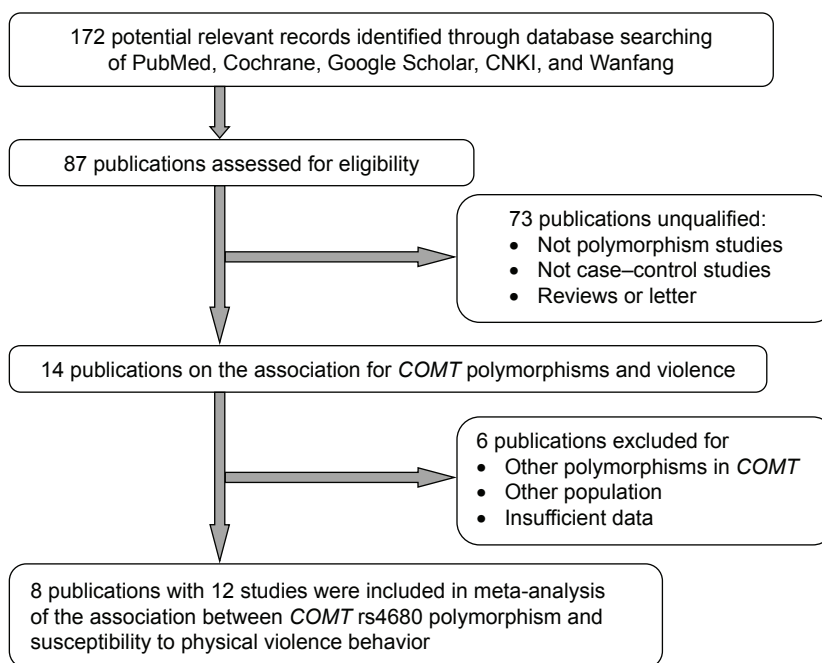 172 potential relevant records identified through database searching
of PubMed, Cochrane, Google Scholar, CNKI, and Wanfang
87 publications assessed for eligibility
73 publications unqualified:
• Not polymorphism studies
• Not case–control studies
• Reviews or letter
14 publications on the association for COMT polymorphisms and violence
6 publications excluded for
• Other polymorphisms in COMT
• Other population
• Insufficient data
8 publications with 12 studies were included in meta-analysis
of the association between COMT rs4680 polymorphism and
susceptibility to physical violence behavior